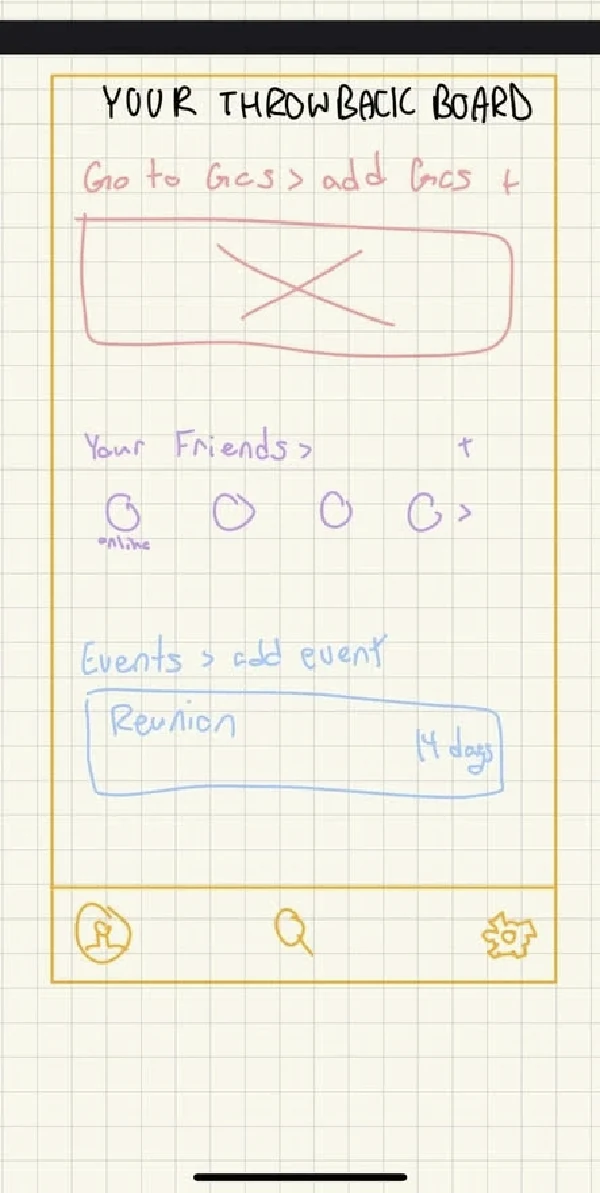 YOUR THROWBACK BOARD
Go to Gcs > add Gcs +
Your Friends > +
>
online
Events > add event
Reunion
14 days